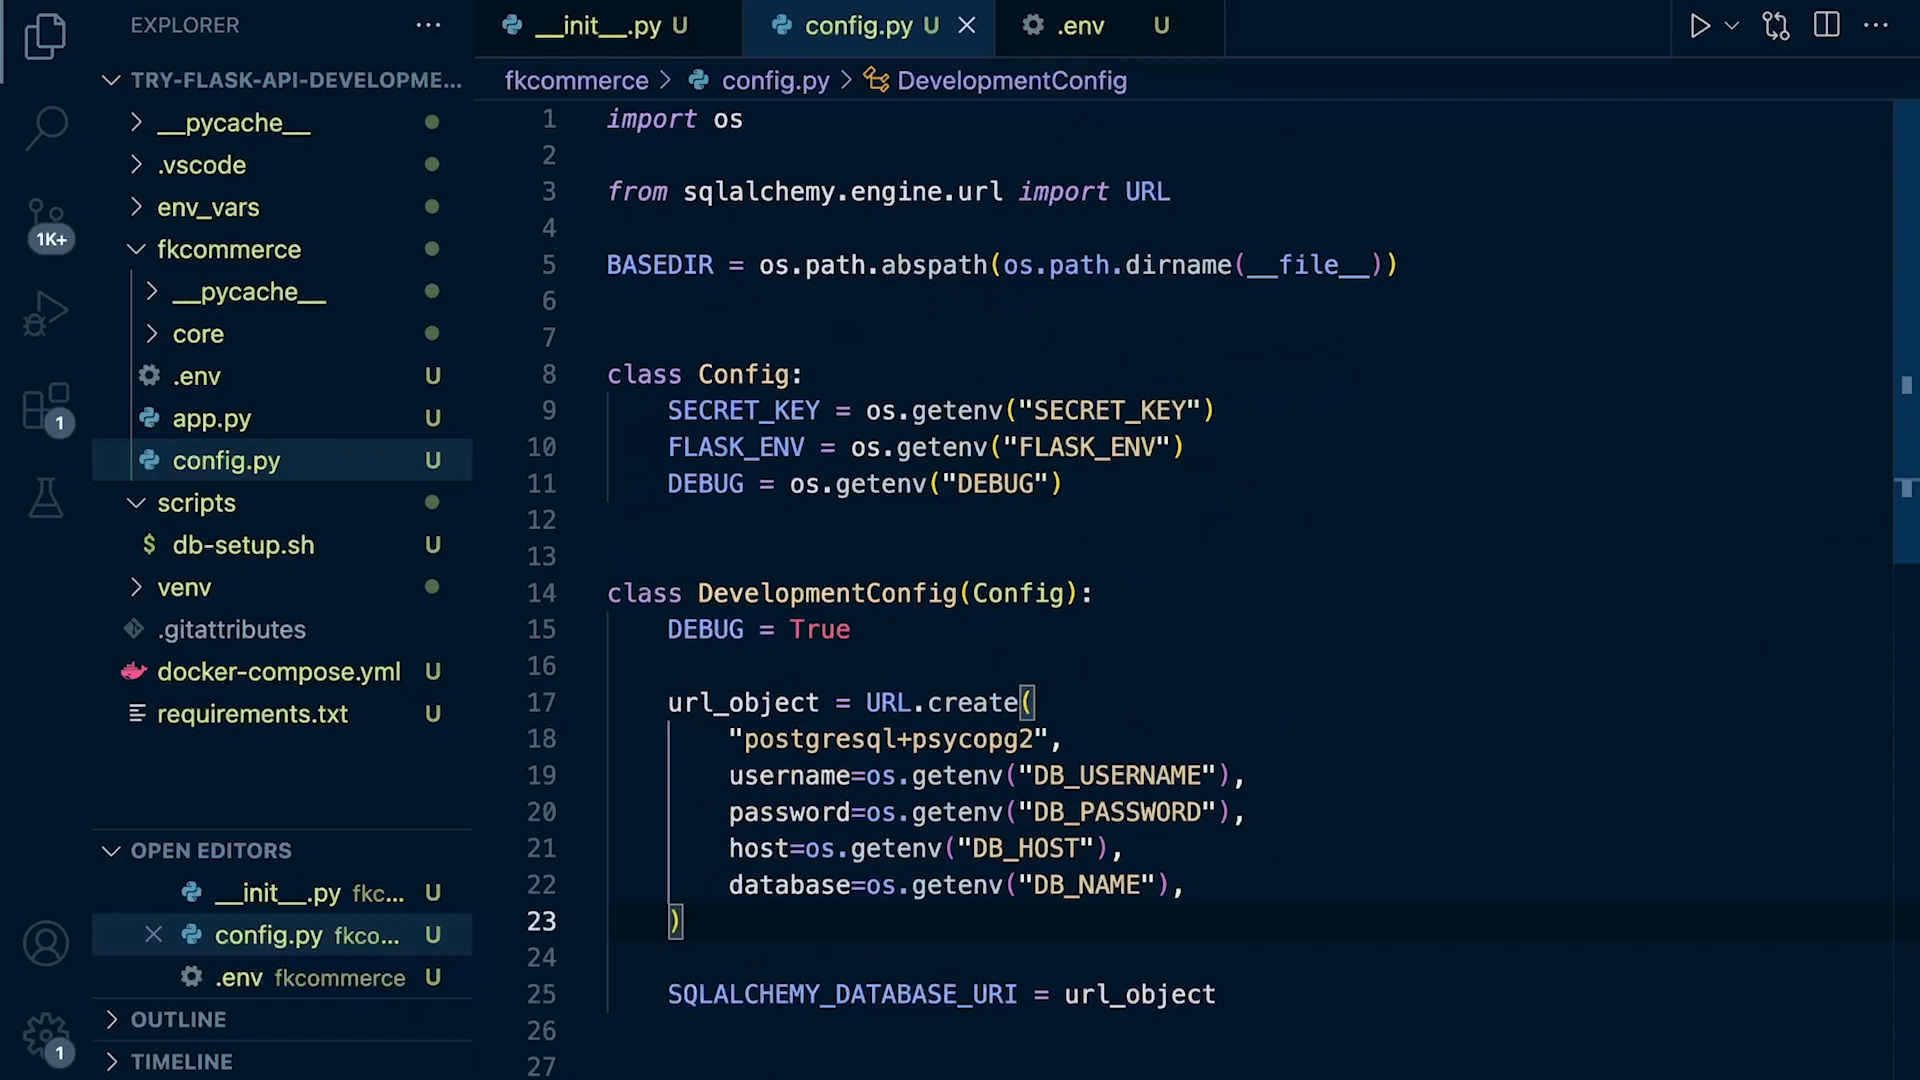 EXPLORER
TRY-FLASK-API-DEVELOPME...
__pycache__
.vscode
env_vars
fkcommerce
__pycache__
core
.env U
app.py U
config.py U
scripts
db-setup.sh U
venv
.gitattributes
docker-compose.yml U
requirements.txt U
OPEN EDITORS
__init__.py fkc... U
config.py fkco... U
.env fkcommerce U
OUTLINE
TIMELINE
1K+
1
1
__init__.py U
config.py U
.env U
fkcommerce > config.py > DevelopmentConfig
1 import os
2
3 from sqlalchemy.engine.url import URL
4
5 BASEDIR = os.path.abspath(os.path.dirname(__file__))
6
7
8 class Config:
9 SECRET_KEY = os.getenv("SECRET_KEY")
10 FLASK_ENV = os.getenv("FLASK_ENV")
11 DEBUG = os.getenv("DEBUG")
12
13
14 class DevelopmentConfig(Config):
15 DEBUG = True
16
17 url_object = URL.create(
18 "postgresql+psycopg2",
19 username=os.getenv("DB_USERNAME"),
20 password=os.getenv("DB_PASSWORD"),
21 host=os.getenv("DB_HOST"),
22 database=os.getenv("DB_NAME"),
23 )
24
25 SQLALCHEMY_DATABASE_URI = url_object
26
27